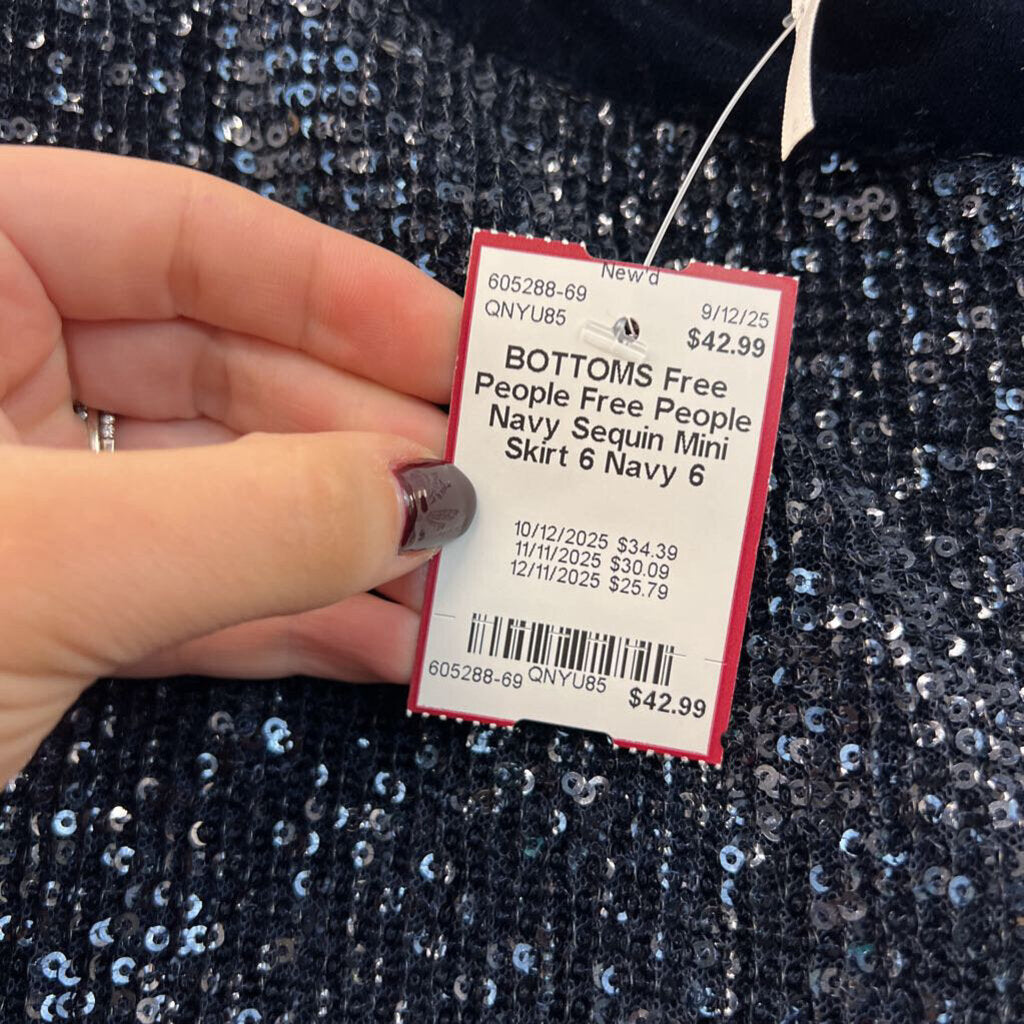 New'd
605288-69
QNYU85
9/12/25
$42.99
BOTTOMS Free
People Free People
Navy Sequin Mini
Skirt 6 Navy 6
10/12/2025 $34.39
11/11/2025 $30.09
12/11/2025 $25.79
605288-69 QNYU85 $42.99